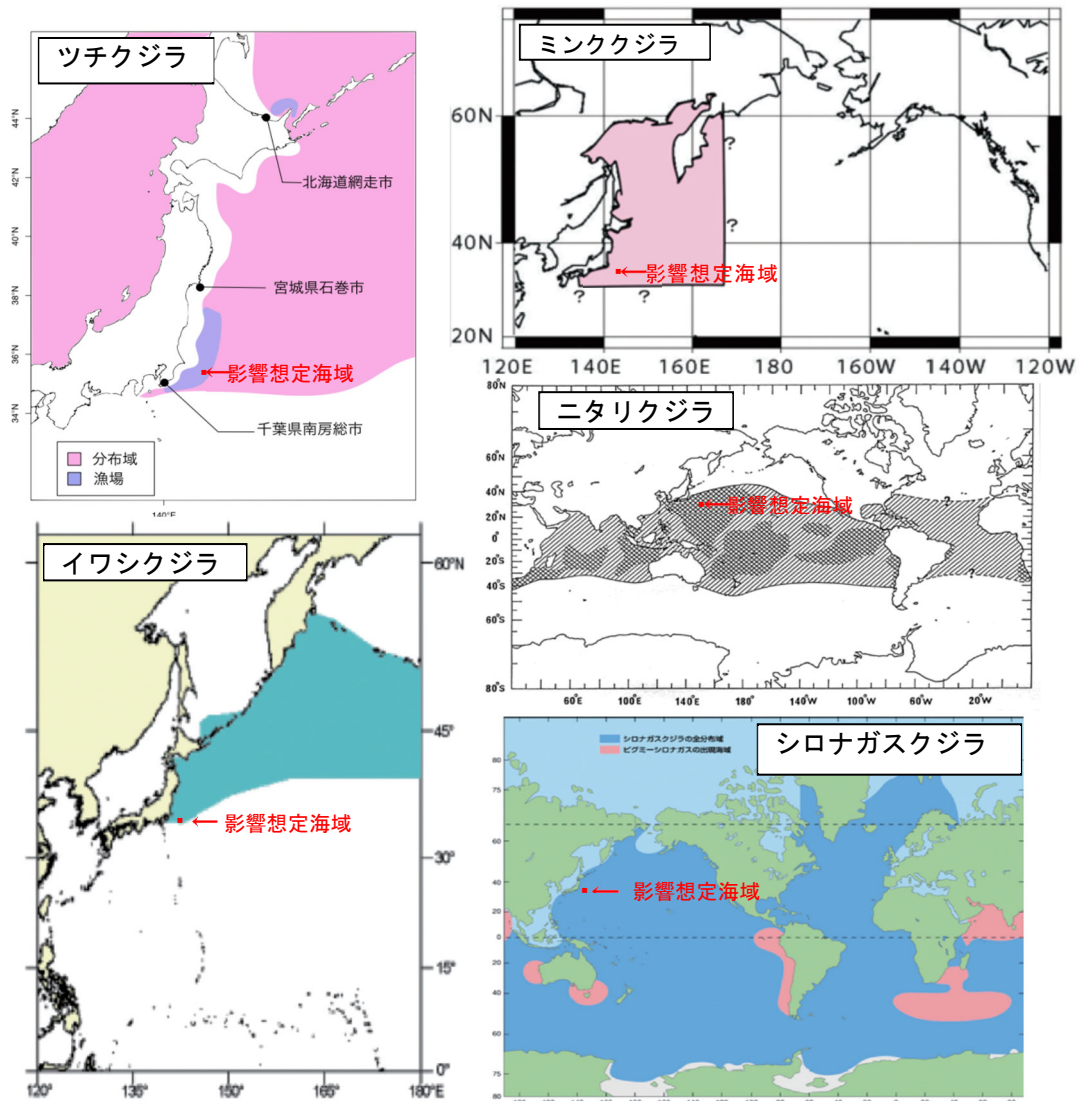 ツチクジラ
44°N
42°N
40°N
38°N
36°N
34°N
北海道網走市
宮城県石巻市
←影響想定海域
千葉県南房総市
分布域
漁場
140°E
ミンククジラ
60N
40N
20N
?
?
?
?
←影響想定海域
120E
140E
160E
180
160W
140W
120W
ニタリクジラ
80°N
60°N
40°N
20°N
0°
20°S
40°S
60°S
80°S
←影響想定海域
?
?
?
60°E
100°E
140°E
180°
140°W
100°W
60°W
20°W
イワシクジラ
60°N
45°
30°
15°
0°
← 影響想定海域
120°
135°
150°
165°
180°
シロナガスクジラ
シロナガスクジラの全分布域
ピグミーシロナガスの出現海域
80
75
60
40
20
0
20
40
60
75
80
← 影響想定海域